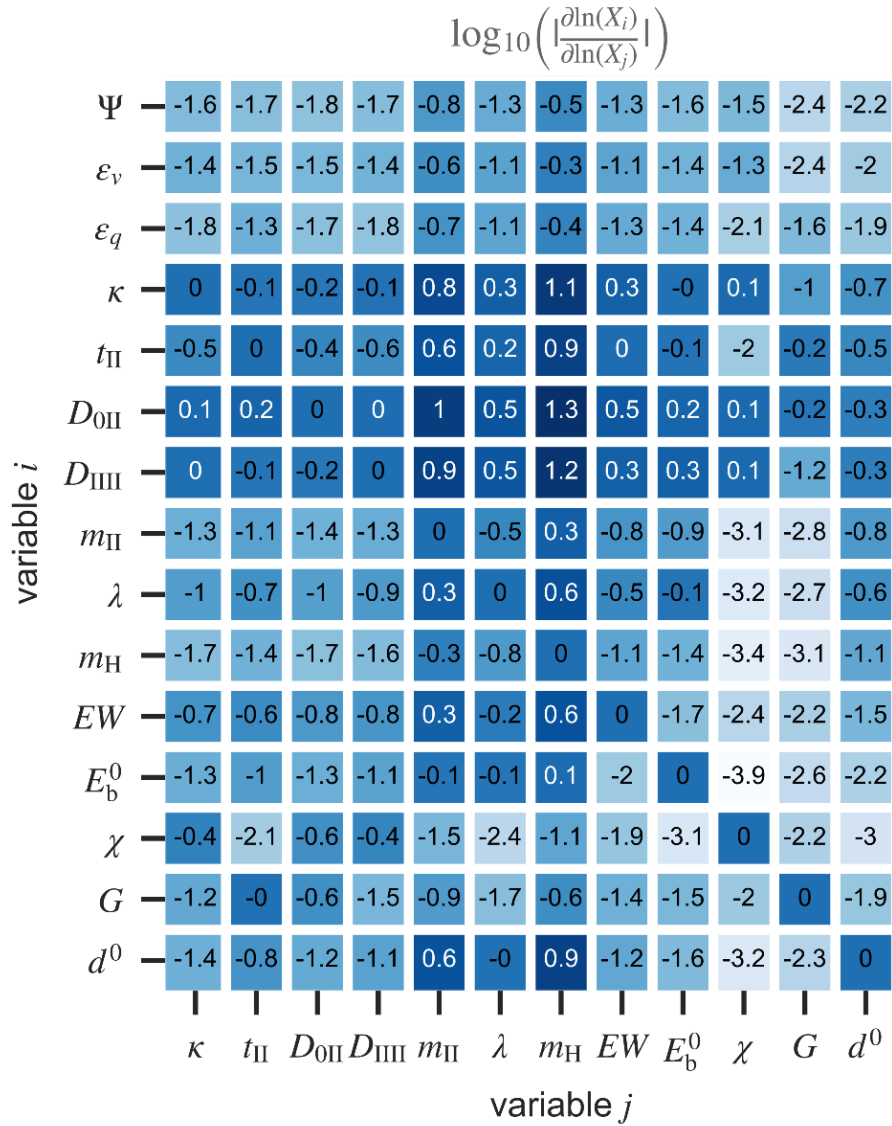 log₁₀(|∂ln(Xᵢ)/∂ln(Xⱼ)|)
Ψ -1.6 -1.7 -1.8 -1.7 -0.8 -1.3 -0.5 -1.3 -1.6 -1.5 -2.4 -2.2
εᵥ -1.4 -1.5 -1.5 -1.4 -0.6 -1.1 -0.3 -1.1 -1.4 -1.3 -2.4 -2
ε_q -1.8 -1.3 -1.7 -1.8 -0.7 -1.1 -0.4 -1.3 -1.4 -2.1 -1.6 -1.9
κ 0 -0.1 -0.2 -0.1 0.8 0.3 1.1 0.3 -0 0.1 -1 -0.7
t_II -0.5 0 -0.4 -0.6 0.6 0.2 0.9 0 -0.1 -2 -0.2 -0.5
D_0II 0.1 0.2 0 0 1 0.5 1.3 0.5 0.2 0.1 -0.2 -0.3
D_IIII 0 -0.1 -0.2 0 0.9 0.5 1.2 0.3 0.3 0.1 -1.2 -0.3
m_II -1.3 -1.1 -1.4 -1.3 0 -0.5 0.3 -0.8 -0.9 -3.1 -2.8 -0.8
λ -1 -0.7 -1 -0.9 0.3 0 0.6 -0.5 -0.1 -3.2 -2.7 -0.6
m_H -1.7 -1.4 -1.7 -1.6 -0.3 -0.8 0 -1.1 -1.4 -3.4 -3.1 -1.1
EW -0.7 -0.6 -0.8 -0.8 0.3 -0.2 0.6 0 -1.7 -2.4 -2.2 -1.5
E_b⁰ -1.3 -1 -1.3 -1.1 -0.1 -0.1 0.1 -2 0 -3.9 -2.6 -2.2
χ -0.4 -2.1 -0.6 -0.4 -1.5 -2.4 -1.1 -1.9 -3.1 0 -2.2 -3
G -1.2 -0 -0.6 -1.5 -0.9 -1.7 -0.6 -1.4 -1.5 -2 0 -1.9
d⁰ -1.4 -0.8 -1.2 -1.1 0.6 -0 0.9 -1.2 -1.6 -3.2 -2.3 0
κ t_II D_0II D_IIII m_II λ m_H EW E_b⁰ χ G d⁰
variable j
variable i